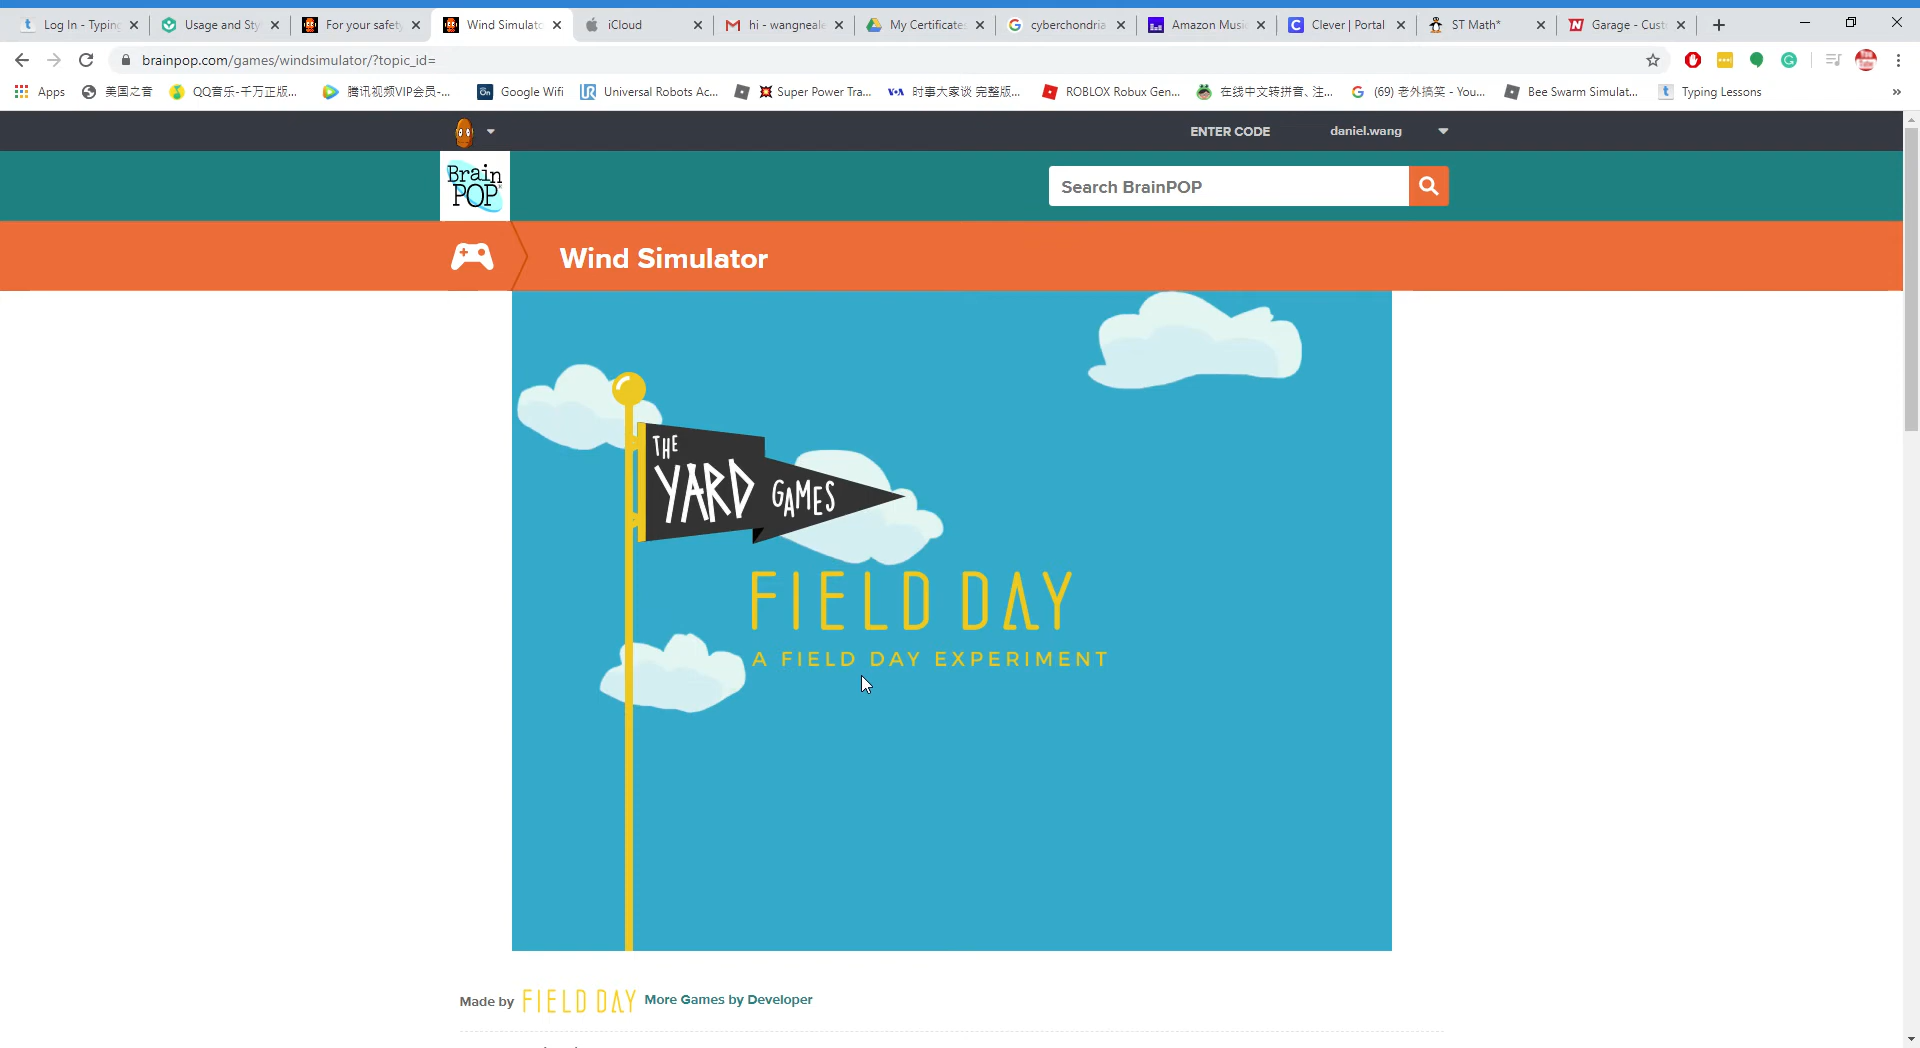 Log In - Typing
Usage and Sty
For your safety
Wind Simulato
iCloud
hi - wangneale
My Certificate
cyberchondria
Amazon Musi
Clever | Portal
ST Math*
Garage - Cust
brainpop.com/games/windsimulator/?topic_id=
Apps
美国之音
QQ音乐-千万正版...
腾讯视频VIP会员-...
Google Wifi
Universal Robots Ac...
Super Power Tra...
VOA 时事大家谈 完整版...
ROBLOX Robux Gen...
在线中文转拼音、注...
(69) 老外搞笑 - You...
Bee Swarm Simulat...
Typing Lessons
»
ENTER CODE
daniel.wang
Brain
POP
Search BrainPOP
Wind Simulator
THE
YARD GAMES
FIELD DAY
A FIELD DAY EXPERIMENT
Made by FIELD DAY More Games by Developer